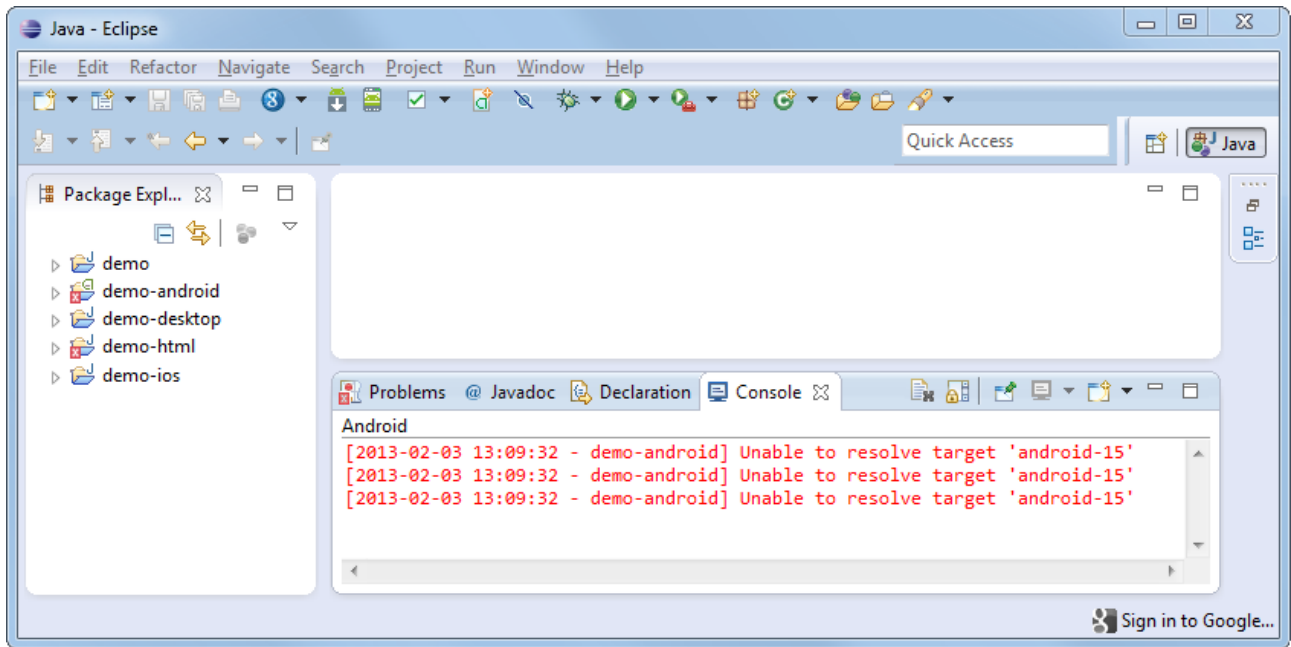 Java - Eclipse
File Edit Refactor Navigate Search Project Run Window Help
Quick Access
Java
Package Expl...
demo
demo-android
demo-desktop
demo-html
demo-ios
Problems @ Javadoc Declaration Console
Android
[2013-02-03 13:09:32 - demo-android] Unable to resolve target 'android-15'
[2013-02-03 13:09:32 - demo-android] Unable to resolve target 'android-15'
[2013-02-03 13:09:32 - demo-android] Unable to resolve target 'android-15'
Sign in to Google...